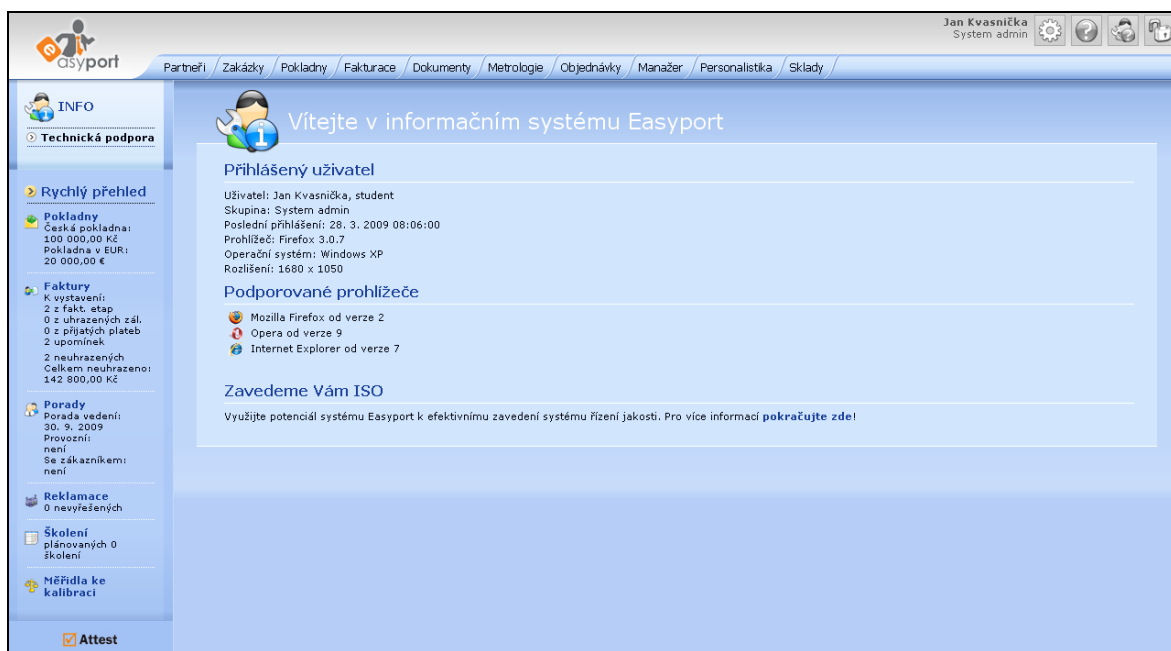 Jan Kvasnička
System admin
easyport
Partneři Zakázky Pokladny Fakturace Dokumenty Metrologie Objednávky Manažer Personalistika Sklady
INFO
Technická podpora
Rychlý přehled
Pokladny
Česká pokladna:
100 000,00 Kč
Pokladna v EUR:
20 000,00 €
Faktury
K vystavení:
2 z fakt. etap
0 z uhrazených zál.
0 z přijatých plateb
2 upomínek
2 neuhrazených
Celkem neuhrazeno:
142 800,00 Kč
Porady
Porada vedení:
30. 9. 2009
Provozní:
není
Se zákazníkem:
není
Reklamace
0 nevyřešených
Školení
plánovaných 0
školení
Měřidla ke
kalibraci
Attest
Vítejte v informačním systému Easyport
Přihlášený uživatel
Uživatel: Jan Kvasnička, student
Skupina: System admin
Poslední přihlášení: 28. 3. 2009 08:06:00
Prohlížeč: Firefox 3.0.7
Operační systém: Windows XP
Rozlišení: 1680 x 1050
Podporované prohlížeče
Mozilla Firefox od verze 2
Opera od verze 9
Internet Explorer od verze 7
Zavedeme Vám ISO
Využijte potenciál systému Easyport k efektivnímu zavedení systému řízení jakosti. Pro více informací pokračujte zde!